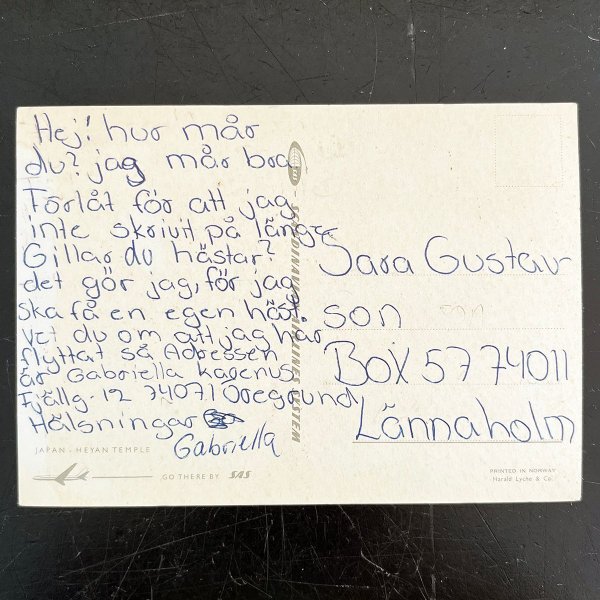 Hej! hur mår
du? jag mår bra
Förlåt för att jag
inte skrivit på länge
Gillar du hästar?
det gör jag, för jag
ska få en egen häst.
Vet du om att jag har
flyttat så Adressen
är Gabriella Kagenus
Fjällg. 12 74071 Öregrund
Hälsningar
Gabriella
SCANDINAVIAN AIRLINES SYSTEM
Sara Gustav
son
BOX 57 74011
Lännaholm
JAPAN - HEYAN TEMPLE
GO THERE BY SAS
PRINTED IN NORWAY
Harald Lyche & Co.